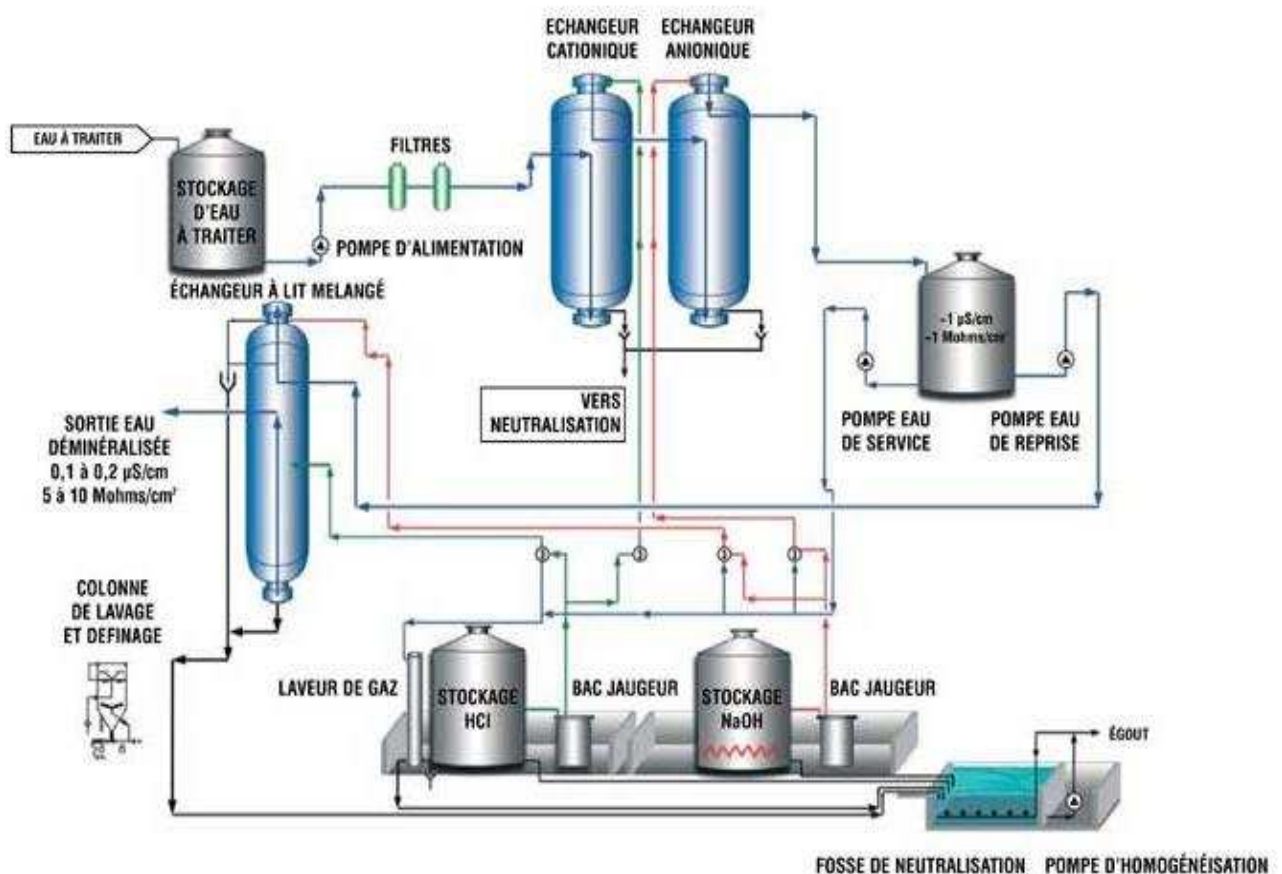 ECHANGEUR
CATIONIQUE
ECHANGEUR
ANIONIQUE
EAU À TRAITER
STOCKAGE
D'EAU
À TRAITER
FILTRES
POMPE D'ALIMENTATION
ÉCHANGEUR À LIT MELANGÉ
~1 µS/cm
~1 Mohms/cm²
VERS
NEUTRALISATION
POMPE EAU
DE SERVICE
POMPE EAU
DE REPRISE
SORTIE EAU
DÉMINÉRALISÉE
0,1 à 0,2 µS/cm
5 à 10 Mohms/cm²
COLONNE
DE LAVAGE
ET DEFINAGE
LAVEUR DE GAZ
STOCKAGE
HCl
BAC JAUGEUR
STOCKAGE
NaOH
BAC JAUGEUR
ÉGOUT
FOSSE DE NEUTRALISATION
POMPE D'HOMOGÉNÉISATION